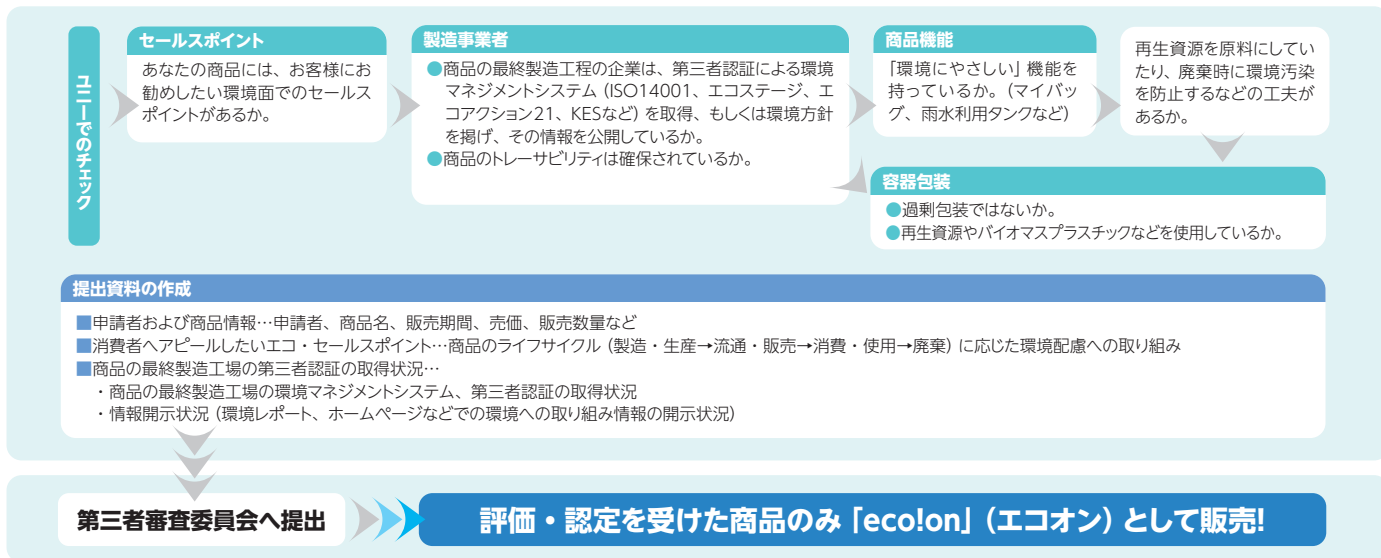 ユニーでのチェック
セールスポイント
あなたの商品には、お客様にお
勧めしたい環境面でのセールス
ポイントがあるか。
製造事業者
●商品の最終製造工程の企業は、第三者認証による環境
マネジメントシステム（ISO14001、エコステージ、エ
コアクション21、KESなど）を取得、もしくは環境方針
を掲げ、その情報を公開しているか。
●商品のトレーサビリティは確保されているか。
商品機能
「環境にやさしい」機能を
持っているか。（マイバッ
グ、雨水利用タンクなど）
再生資源を原料にしてい
たり、廃棄時に環境汚染
を防止するなどの工夫が
あるか。
容器包装
●過剰包装ではないか。
●再生資源やバイオマスプラスチックなどを使用しているか。
提出資料の作成
■申請者および商品情報…申請者、商品名、販売期間、売価、販売数量など
■消費者へアピールしたいエコ・セールスポイント…商品のライフサイクル（製造・生産→流通・販売→消費・使用→廃棄）に応じた環境配慮への取り組み
■商品の最終製造工場の第三者認証の取得状況…
・商品の最終製造工場の環境マネジメントシステム、第三者認証の取得状況
・情報開示状況（環境レポート、ホームページなどでの環境への取り組み情報の開示状況）
第三者審査委員会へ提出
評価・認定を受けた商品のみ「eco!on」（エコオン）として販売!